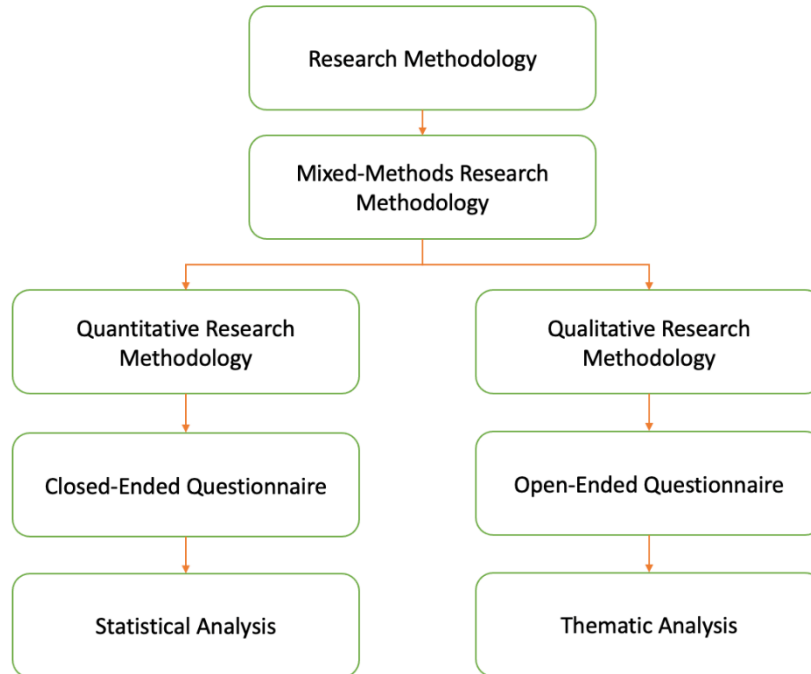 Research Methodology
Mixed-Methods Research
Methodology
Quantitative Research
Methodology
Qualitative Research
Methodology
Closed-Ended Questionnaire
Open-Ended Questionnaire
Statistical Analysis
Thematic Analysis